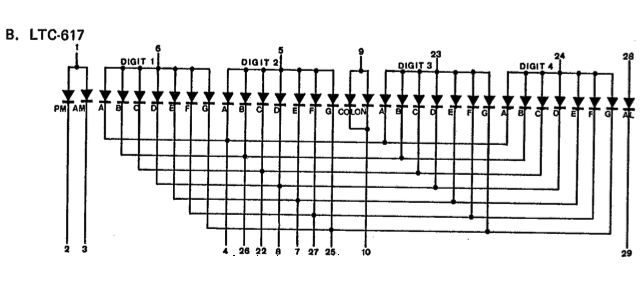 B. LTC-617
1 6 5 9 23 24 28
DIGIT 1 DIGIT 2 DIGIT 3 DIGIT 4
PM AM A B C D E F G A B C D E F G COLON A B C D E F G A B C D E F G AL
2 3 4 26 22 8 7 27 25 10 29